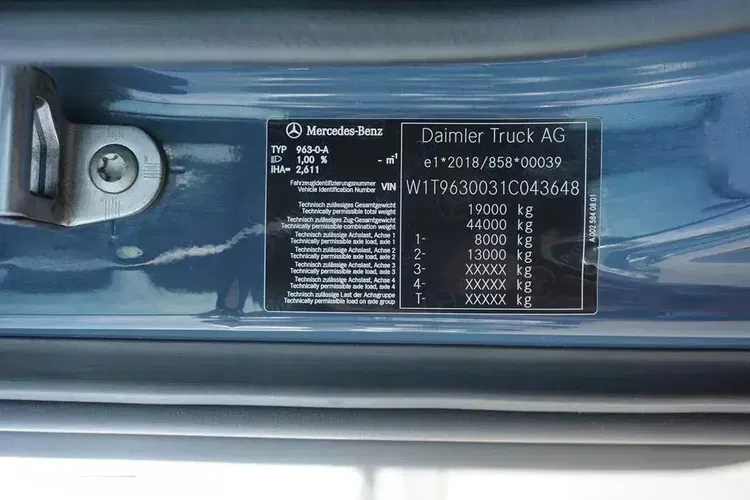 Mercedes-Benz
TYP 963-0-A
1,00 % - m⁻¹
IHA= 2,611
Fahrzeugidentifizierungsnummer
Vehicle Identification Number VIN
Technisch zulässiges Gesamtgewicht
Technically permissible total weight
Technisch zulässiges Zug-Gesamtgewicht
Technically permissible combination weight
Technisch zulässige Achslast, Achse 1
Technically permissible axle load, axle 1
Technisch zulässige Achslast, Achse 2
Technically permissible axle load, axle 2
Technisch zulässige Achslast, Achse 3
Technically permissible axle load, axle 3
Technisch zulässige Achslast, Achse 4
Technically permissible axle load, axle 4
Technisch zulässige Last der Achsgruppe
Technically permissible load on axle group
Daimler Truck AG
e1*2018/858*00039
W1T9630031C043648
19000 kg
44000 kg
1- 8000 kg
2- 13000 kg
3- XXXXX kg
4- XXXXX kg
T- XXXXX kg
A 002 584 08 01